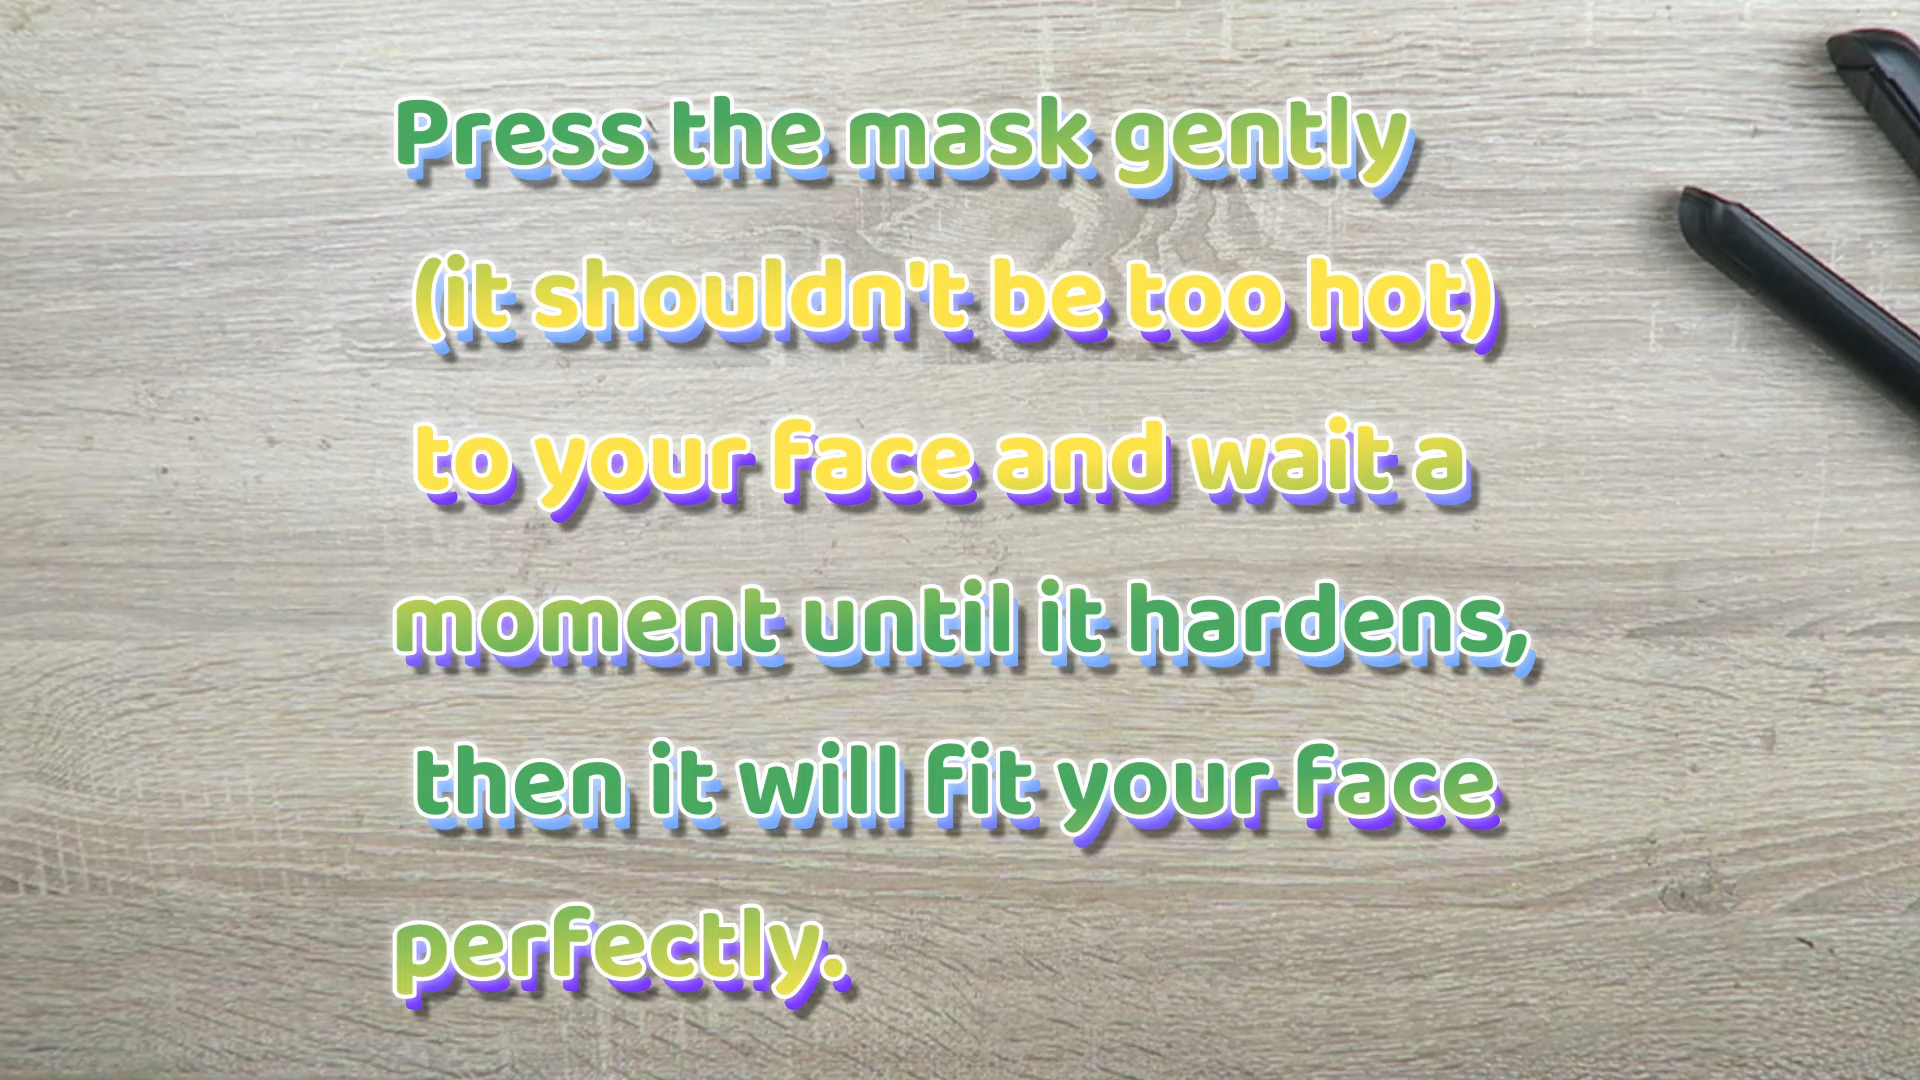 Press the mask gently
(it shouldn't be too hot)
to your face and wait a
moment until it hardens,
then it will fit your face
perfectly.